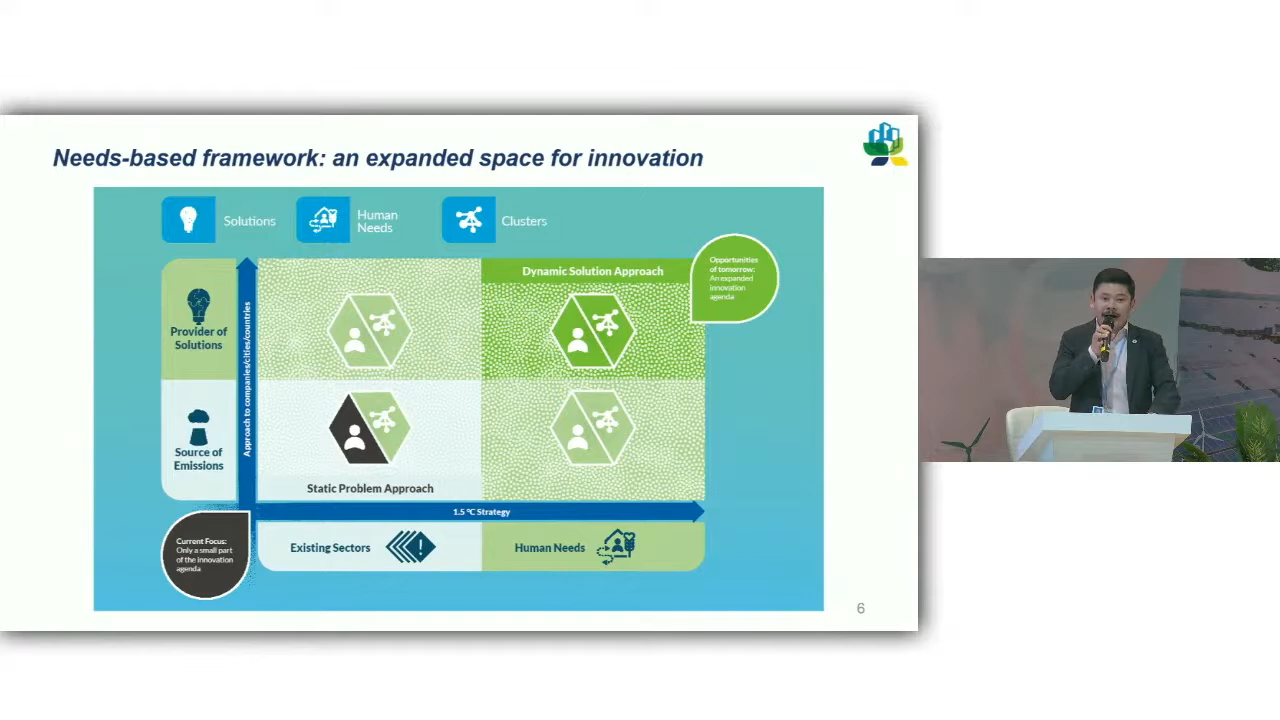 Needs-based framework: an expanded space for innovation
Solutions
Human
Needs
Clusters
Dynamic Solution Approach
Opportunities
of tomorrow:
An expanded
innovation
agenda
Provider of
Solutions
Approach to companies/cities/countries
Source of
Emissions
Static Problem Approach
1.5 °C Strategy
Current Focus:
Only a small part
of the innovation
agenda
Existing Sectors
!
Human Needs
6